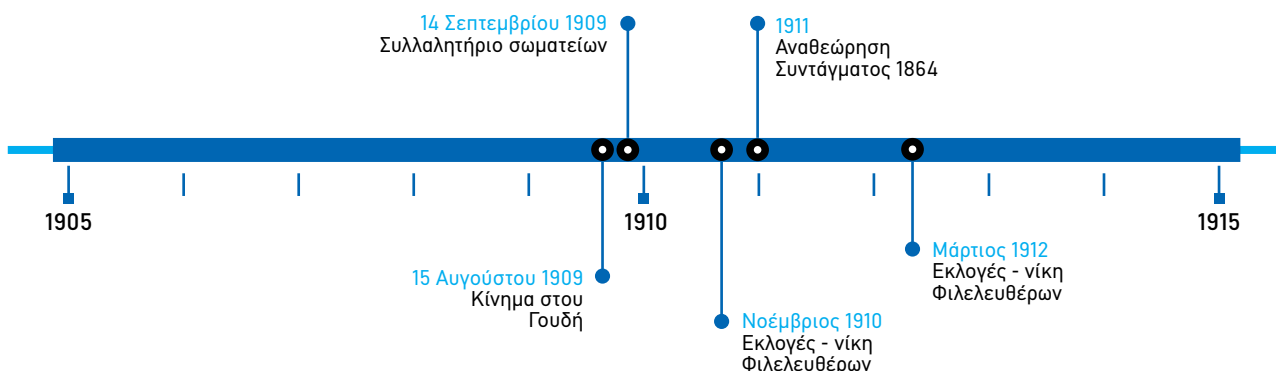 14 Σεπτεμβρίου 1909
Συλλαλητήριο σωματείων
1911
Αναθεώρηση
Συντάγματος 1864
1905
1910
1915
15 Αυγούστου 1909
Κίνημα στου
Γουδή
Νοέμβριος 1910
Εκλογές - νίκη
Φιλελευθέρων
Μάρτιος 1912
Εκλογές - νίκη
Φιλελευθέρων